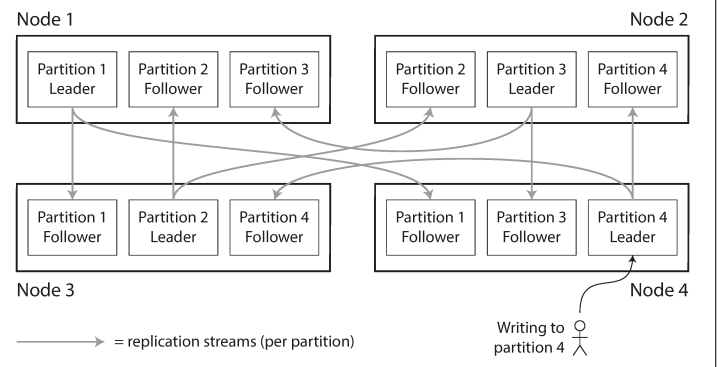 Node 1
Node 2
Partition 1
Leader
Partition 2
Follower
Partition 3
Follower
Partition 2
Follower
Partition 3
Leader
Partition 4
Follower
Partition 1
Follower
Partition 2
Leader
Partition 4
Follower
Partition 1
Follower
Partition 3
Follower
Partition 4
Leader
Node 3
Node 4
Writing to
partition 4
= replication streams (per partition)